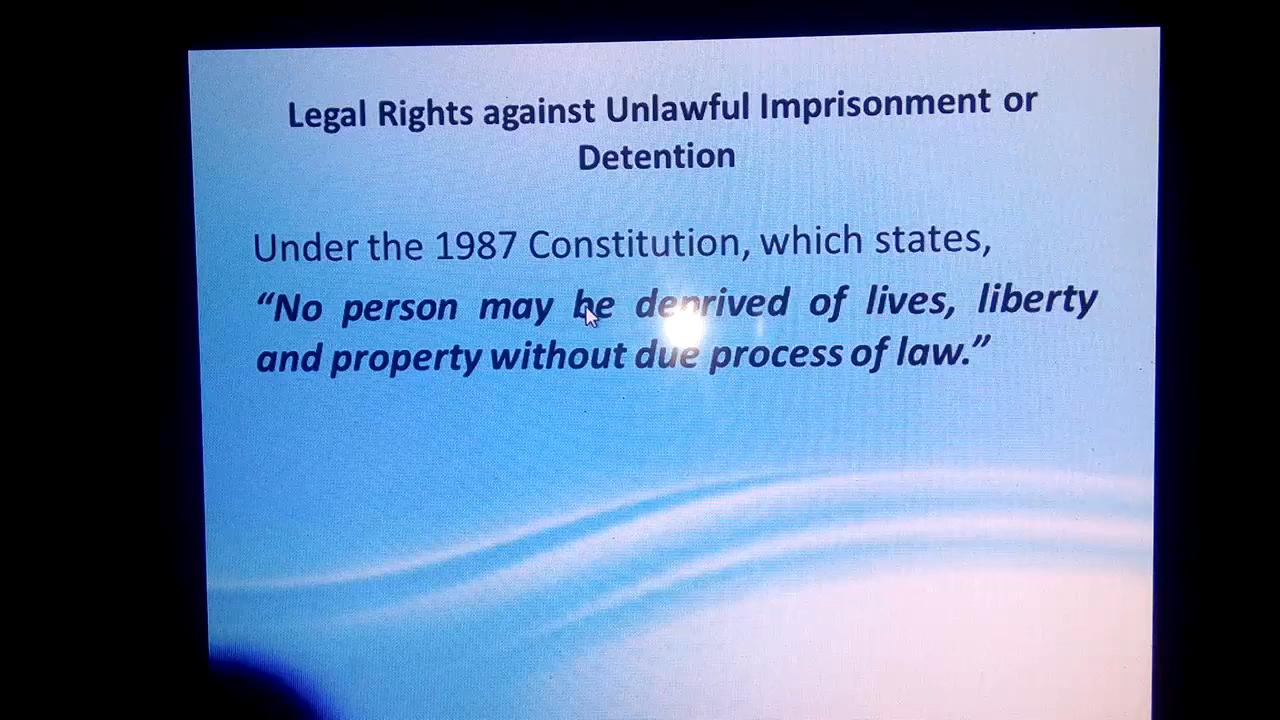 Legal Rights against Unlawful Imprisonment or
Detention
Under the 1987 Constitution, which states,
“No person may be deprived of lives, liberty
and property without due process of law.”